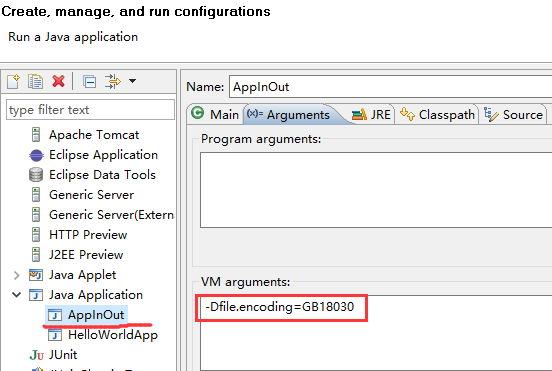 Create, manage, and run configurations
Run a Java application
type filter text
Apache Tomcat
Eclipse Application
Eclipse Data Tools
Generic Server
Generic Server(Extern
HTTP Preview
J2EE Preview
Java Applet
Java Application
AppInOut
HelloWorldApp
JUnit
Name: AppInOut
Main (x)= Arguments JRE Classpath Source
Program arguments:
VM arguments:
-Dfile.encoding=GB18030